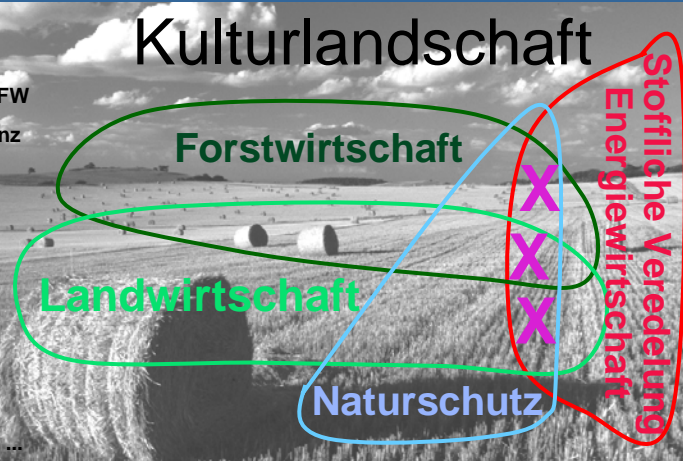 Kulturlandschaft
FW
nz
Forstwirtschaft
Stoffliche Veredelung
Energiewirtschaft
X
X
Landwirtschaft
X
Naturschutz
...